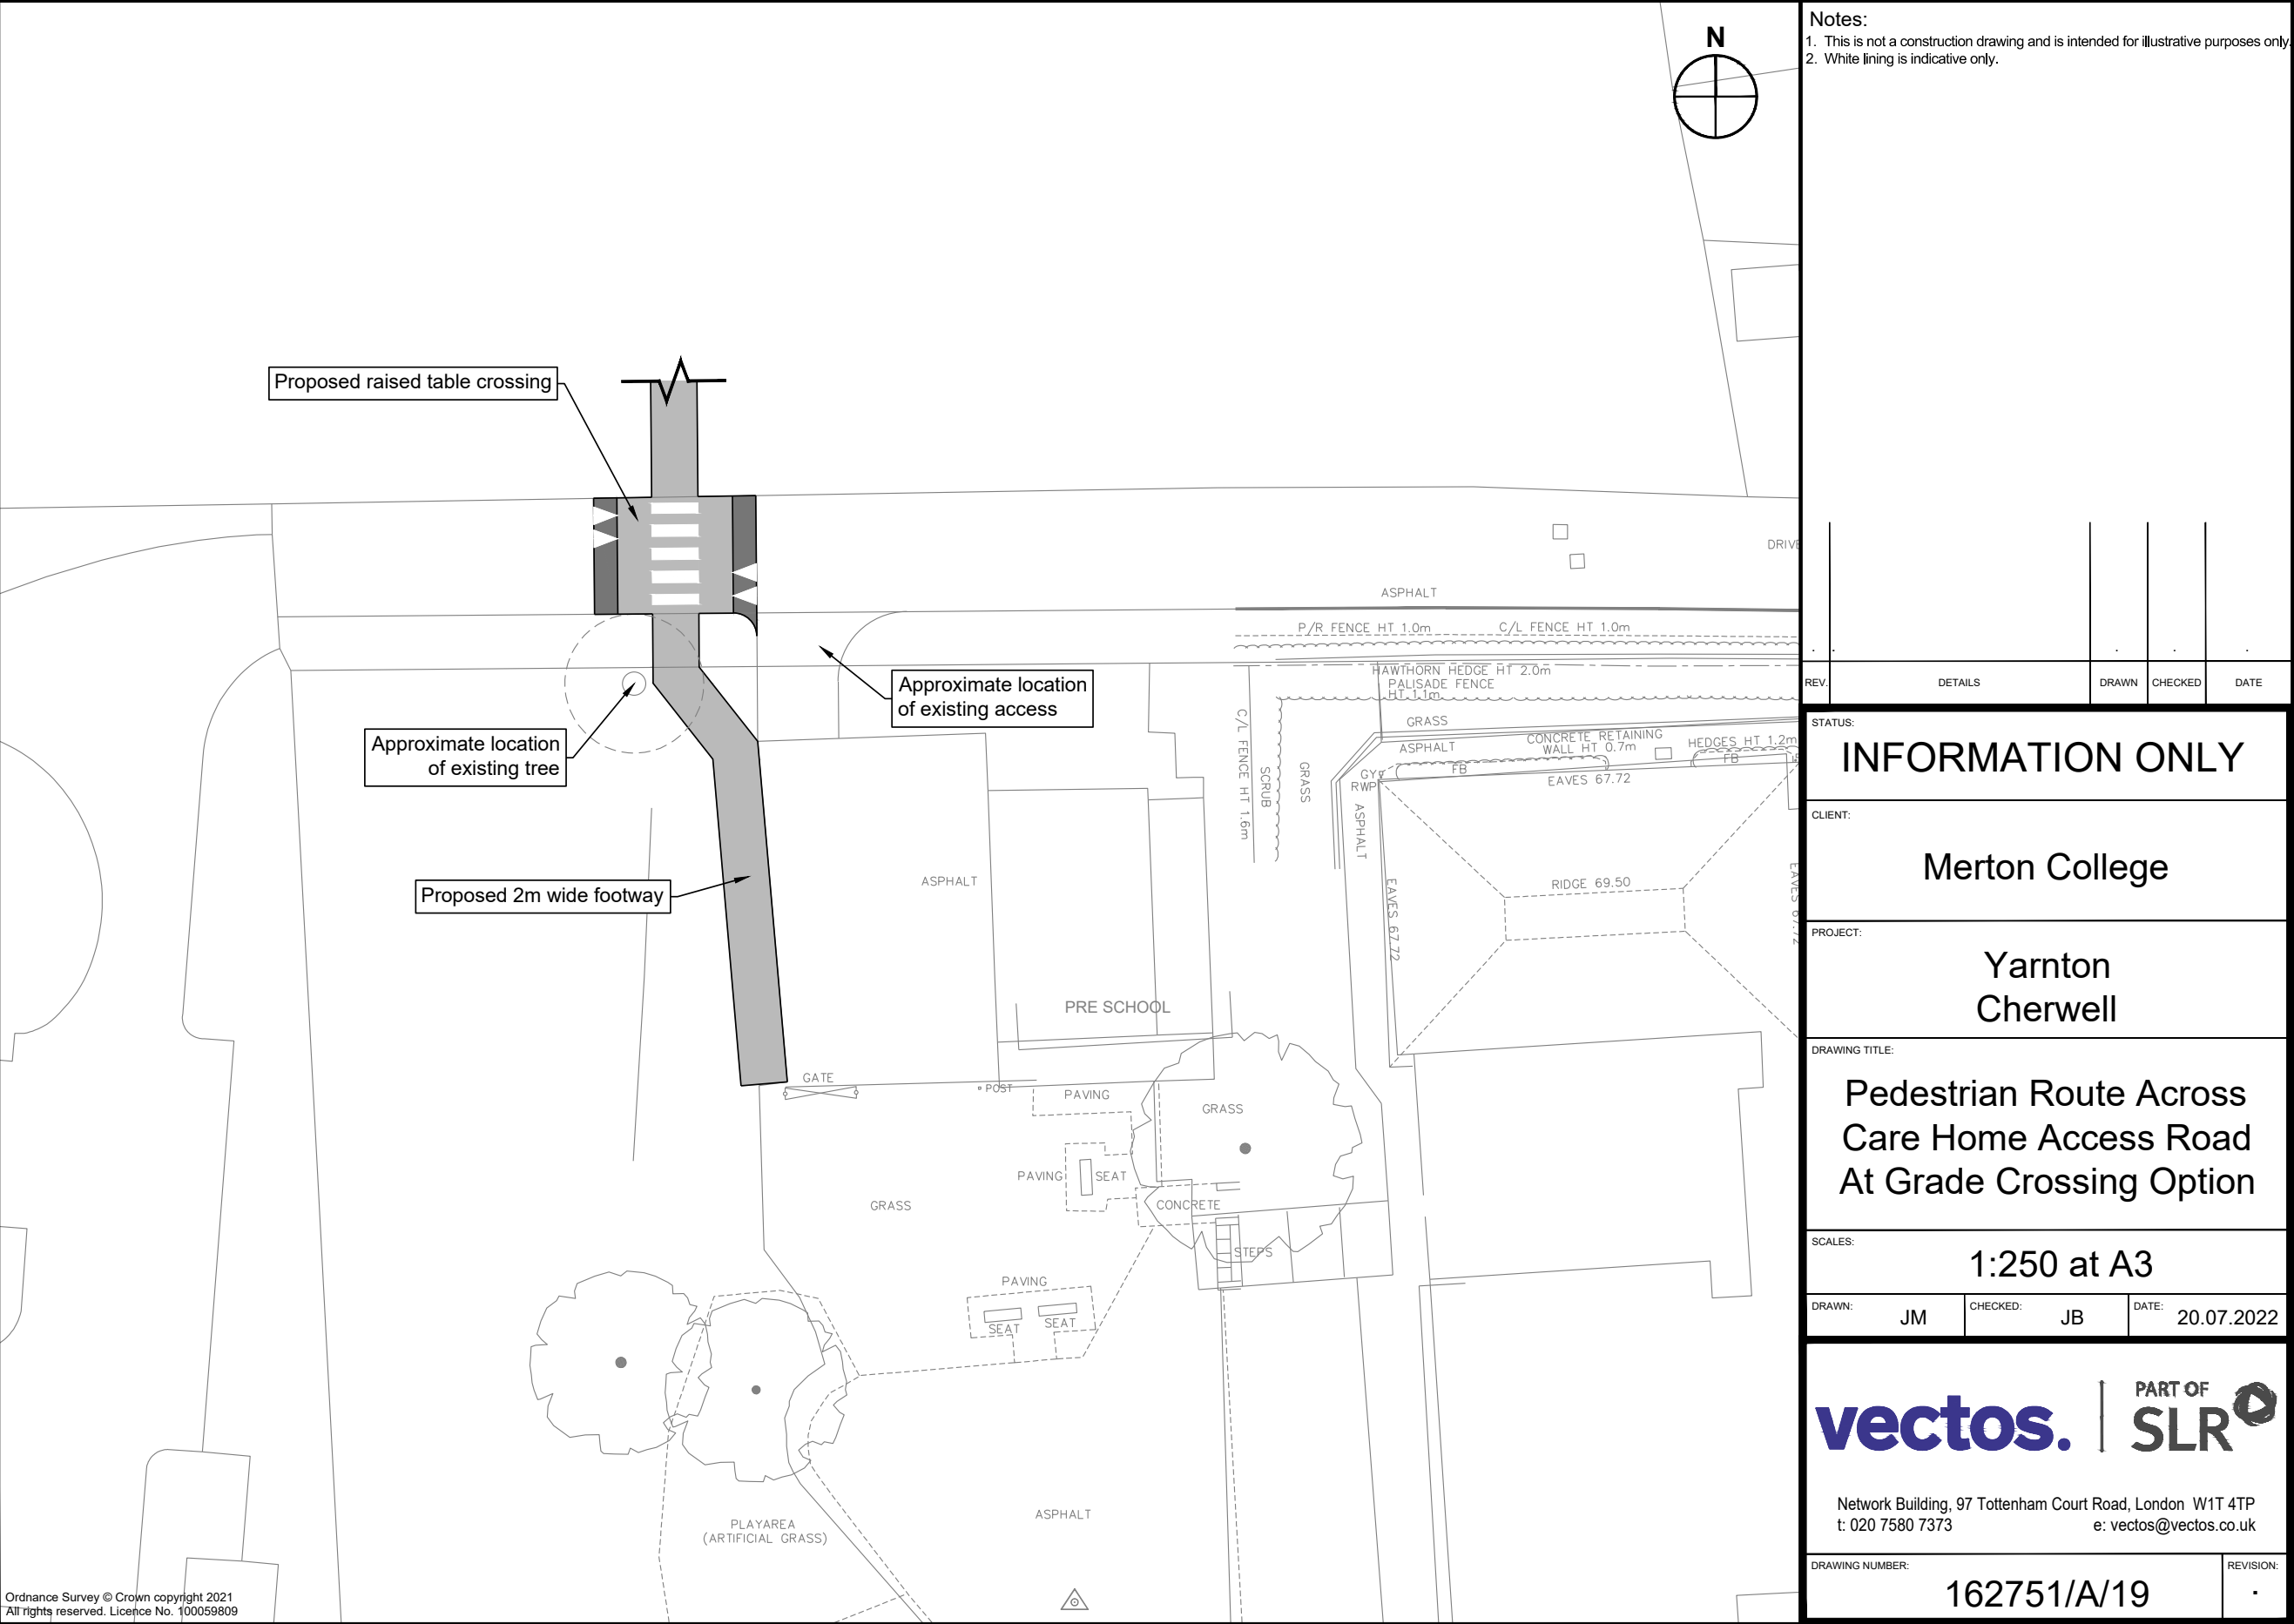 N
Proposed raised table crossing
DRIVE
ASPHALT
P/R FENCE HT 1.0m
C/L FENCE HT 1.0m
HAWTHORN HEDGE HT 2.0m
PALISADE FENCE
HT 1.1m
Approximate location
of existing access
Approximate location
of existing tree
C/L FENCE HT 1.6m
SCRUB
GRASS
GRASS
ASPHALT
CONCRETE RETAINING
WALL HT 0.7m
HEDGES HT 1.2m
FB
FB
GY
RWP
EAVES 67.72
ASPHALT
EAVES 67.72
RIDGE 69.50
EAVES 67.72
Proposed 2m wide footway
ASPHALT
PRE SCHOOL
GATE
POST
PAVING
GRASS
PAVING
SEAT
CONCRETE
GRASS
STEPS
PAVING
SEAT
SEAT
PLAYAREA
(ARTIFICIAL GRASS)
ASPHALT
Ordnance Survey © Crown copyright 2021
All rights reserved. Licence No. 100059809
Notes:
1. This is not a construction drawing and is intended for illustrative purposes only.
2. White lining is indicative only.
REV. DETAILS DRAWN CHECKED DATE
STATUS:
INFORMATION ONLY
CLIENT:
Merton College
PROJECT:
Yarnton
Cherwell
DRAWING TITLE:
Pedestrian Route Across
Care Home Access Road
At Grade Crossing Option
SCALES:
1:250 at A3
DRAWN: JM CHECKED: JB DATE: 20.07.2022
vectos.
PART OF
SLR
Network Building, 97 Tottenham Court Road, London W1T 4TP
t: 020 7580 7373 e: vectos@vectos.co.uk
DRAWING NUMBER:
162751/A/19
REVISION:
.